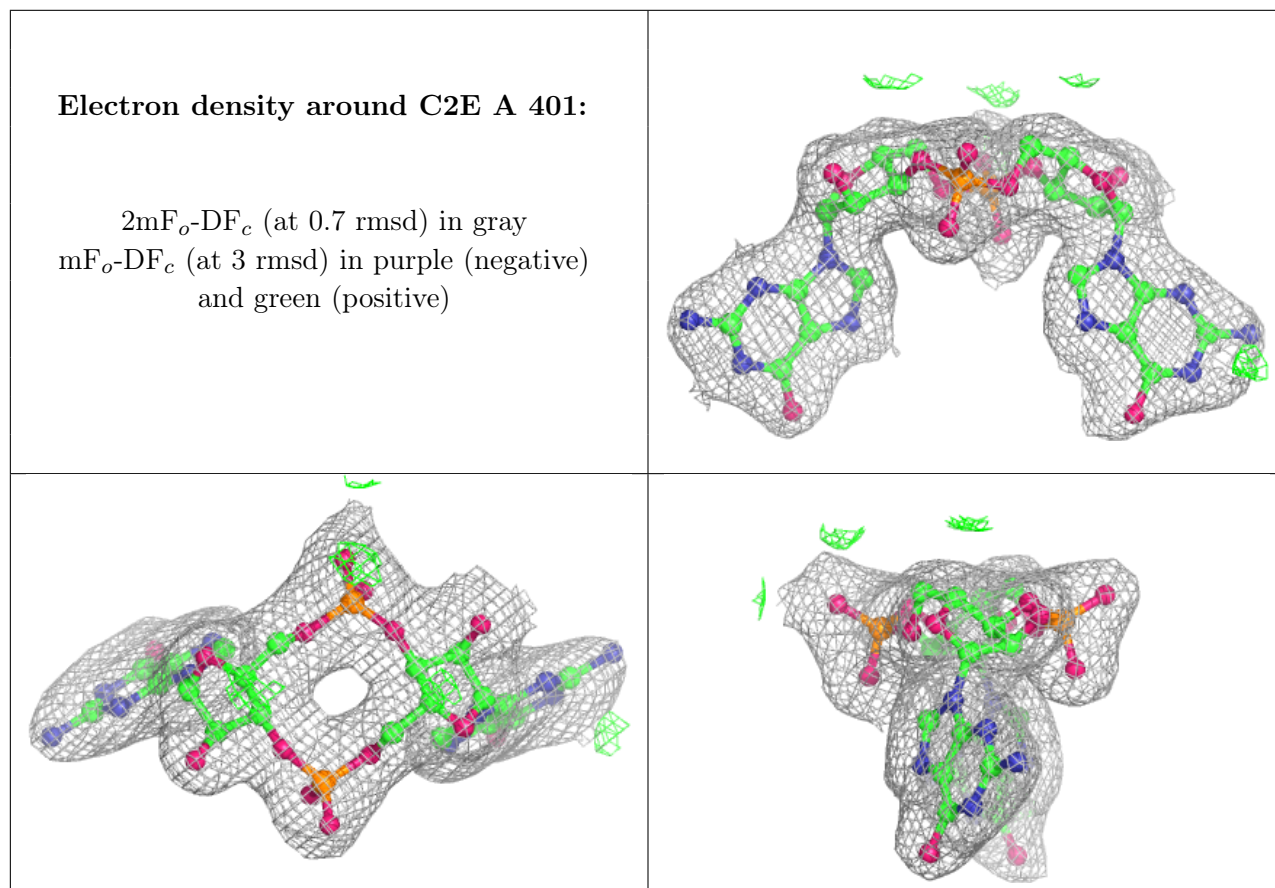 Electron density around C2E A 401:
2mFo-DFc (at 0.7 rmsd) in gray
mFo-DFc (at 3 rmsd) in purple (negative)
and green (positive)